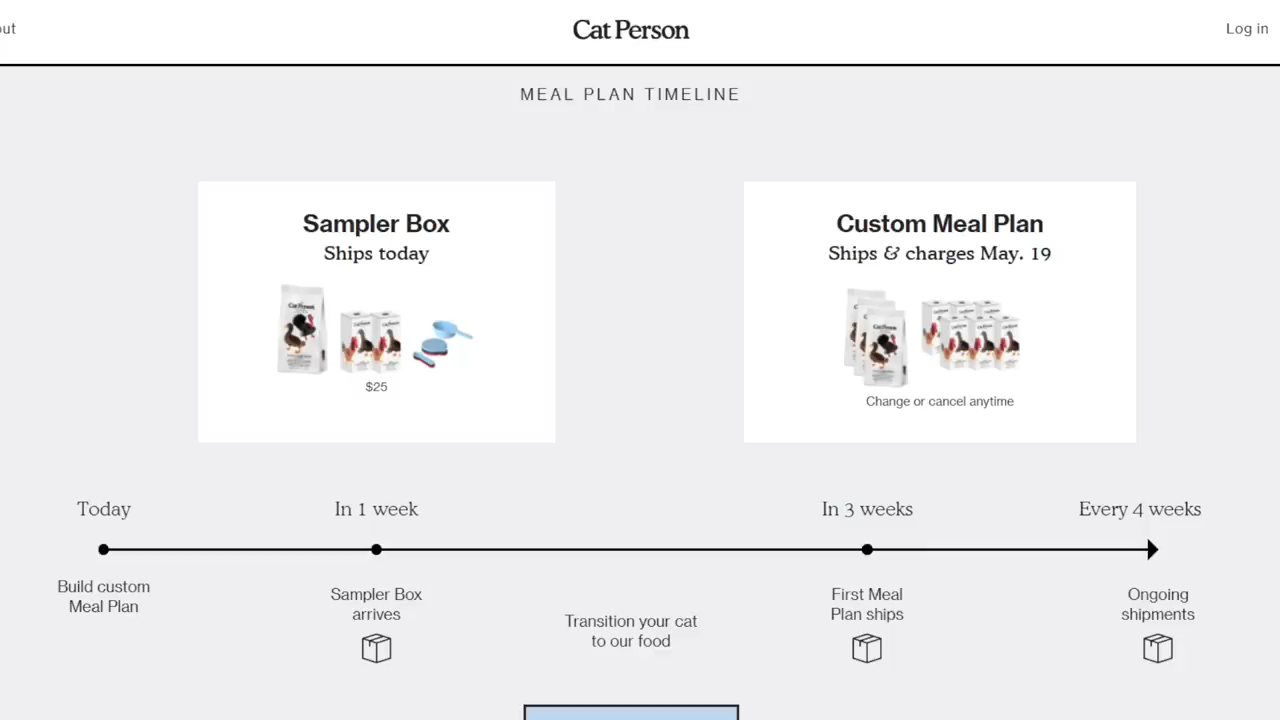 out
Cat Person
Log in
MEAL PLAN TIMELINE
Sampler Box
Ships today
$25
Custom Meal Plan
Ships & charges May. 19
Change or cancel anytime
Today
In 1 week
In 3 weeks
Every 4 weeks
Build custom
Meal Plan
Sampler Box
arrives
Transition your cat
to our food
First Meal
Plan ships
Ongoing
shipments